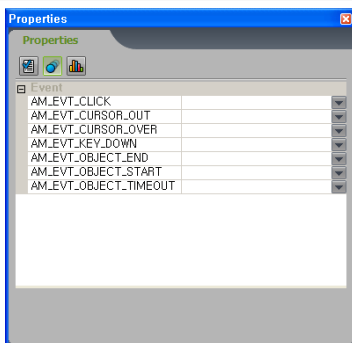 Properties
Properties
Event
AM_EVT_CLICK
AM_EVT_CURSOR_OUT
AM_EVT_CURSOR_OVER
AM_EVT_KEY_DOWN
AM_EVT_OBJECT_END
AM_EVT_OBJECT_START
AM_EVT_OBJECT_TIMEOUT